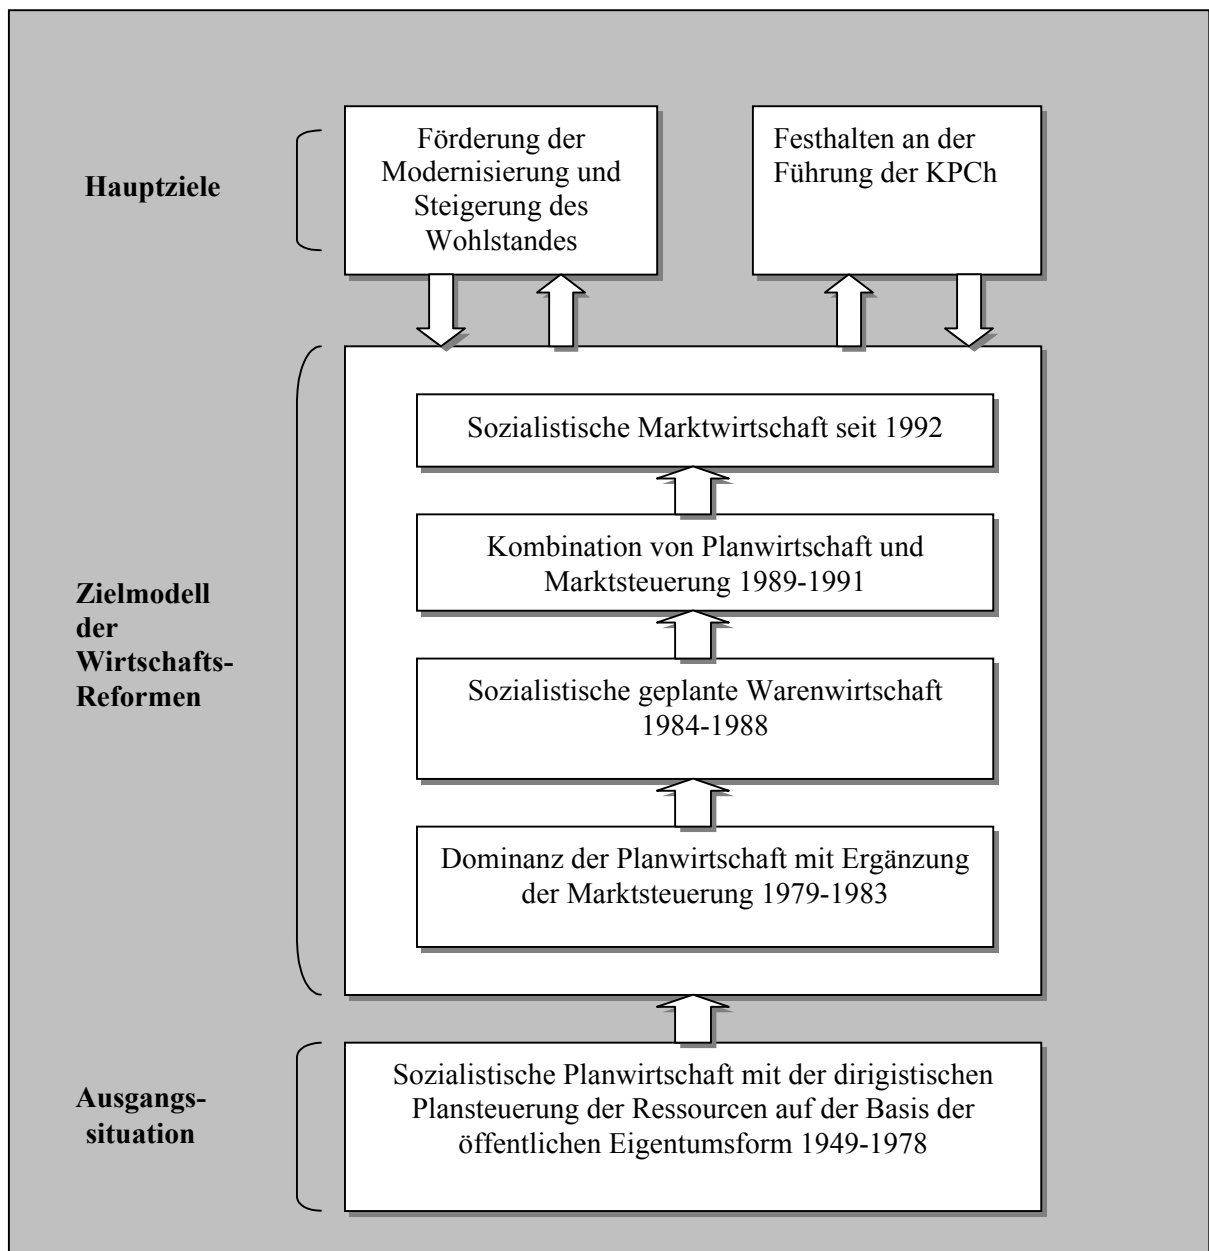 Hauptziele
Förderung der
Modernisierung und
Steigerung des
Wohlstandes
Festhalten an der
Führung der KPCh
Zielmodell
der
Wirtschafts-
Reformen
Sozialistische Marktwirtschaft seit 1992
Kombination von Planwirtschaft und
Marktsteuerung 1989-1991
Sozialistische geplante Warenwirtschaft
1984-1988
Dominanz der Planwirtschaft mit Ergänzung
der Marktsteuerung 1979-1983
Ausgangs-
situation
Sozialistische Planwirtschaft mit der dirigistischen
Plansteuerung der Ressourcen auf der Basis der
öffentlichen Eigentumsform 1949-1978